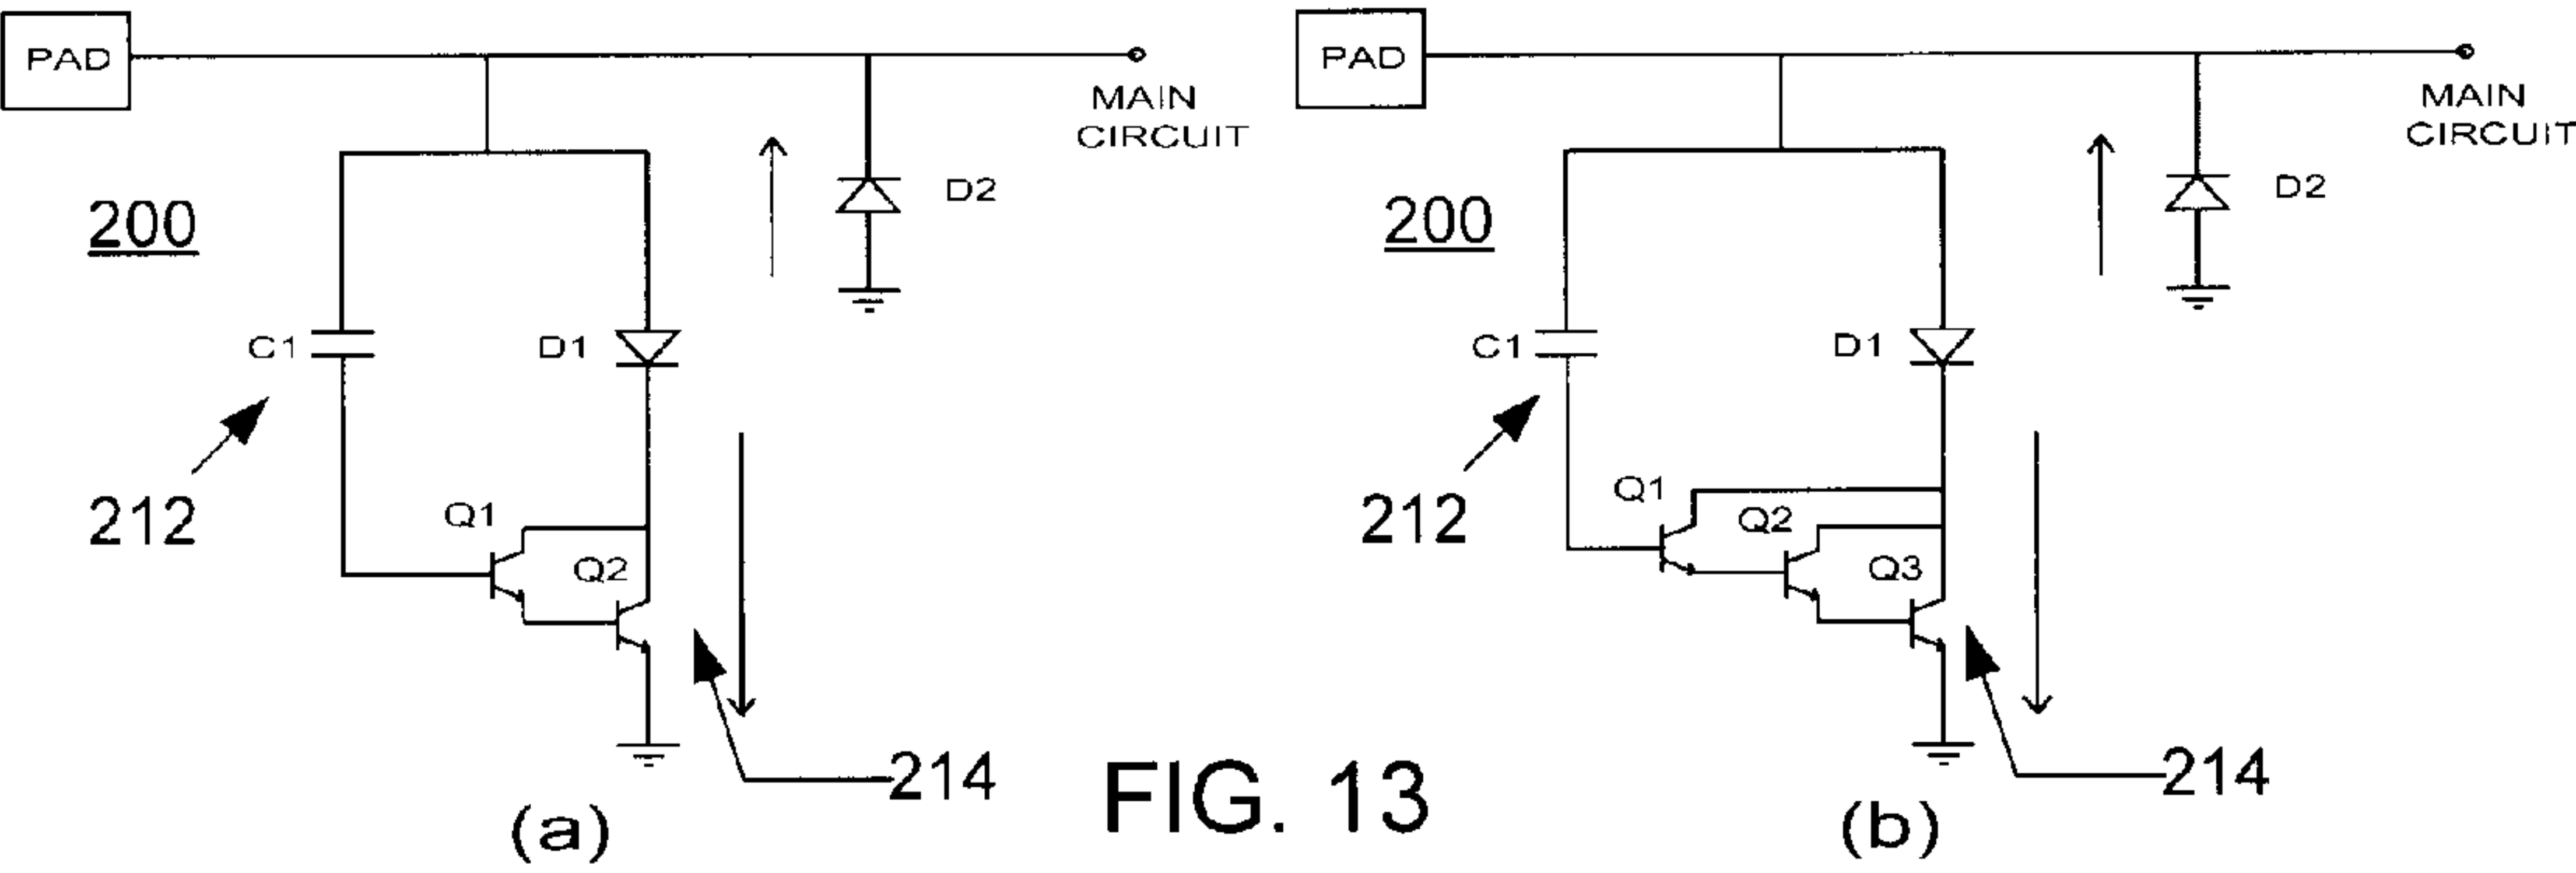 PAD
MAIN
CIRCUIT
200
D2
C1
D1
212
Q1
Q2
214
(a)
FIG. 13
PAD
MAIN
CIRCUIT
200
D2
C1
D1
212
Q1
Q2
Q3
214
(b)